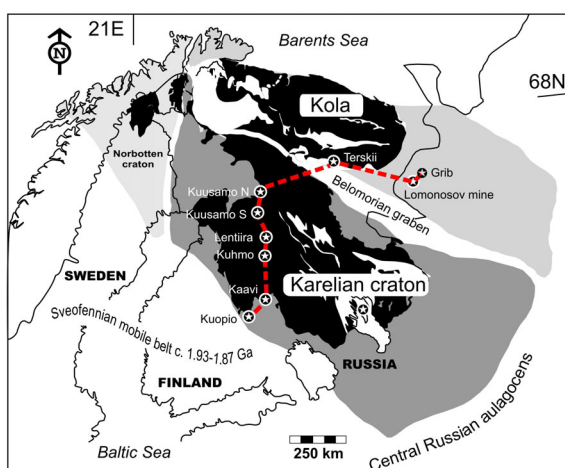 21E
Barents Sea
N
68N
Kola
Norbotten
craton
Terskii
Grib
Lomonosov mine
Kuusamo N
Belomorian graben
Kuusamo S
Lentiira
Kuhmo
SWEDEN
Kaavi
Karelian craton
Kuopio
Sveofennian mobile belt c. 1.93-1.87 Ga
RUSSIA
FINLAND
Central Russian aulagocens
Baltic Sea
250 km